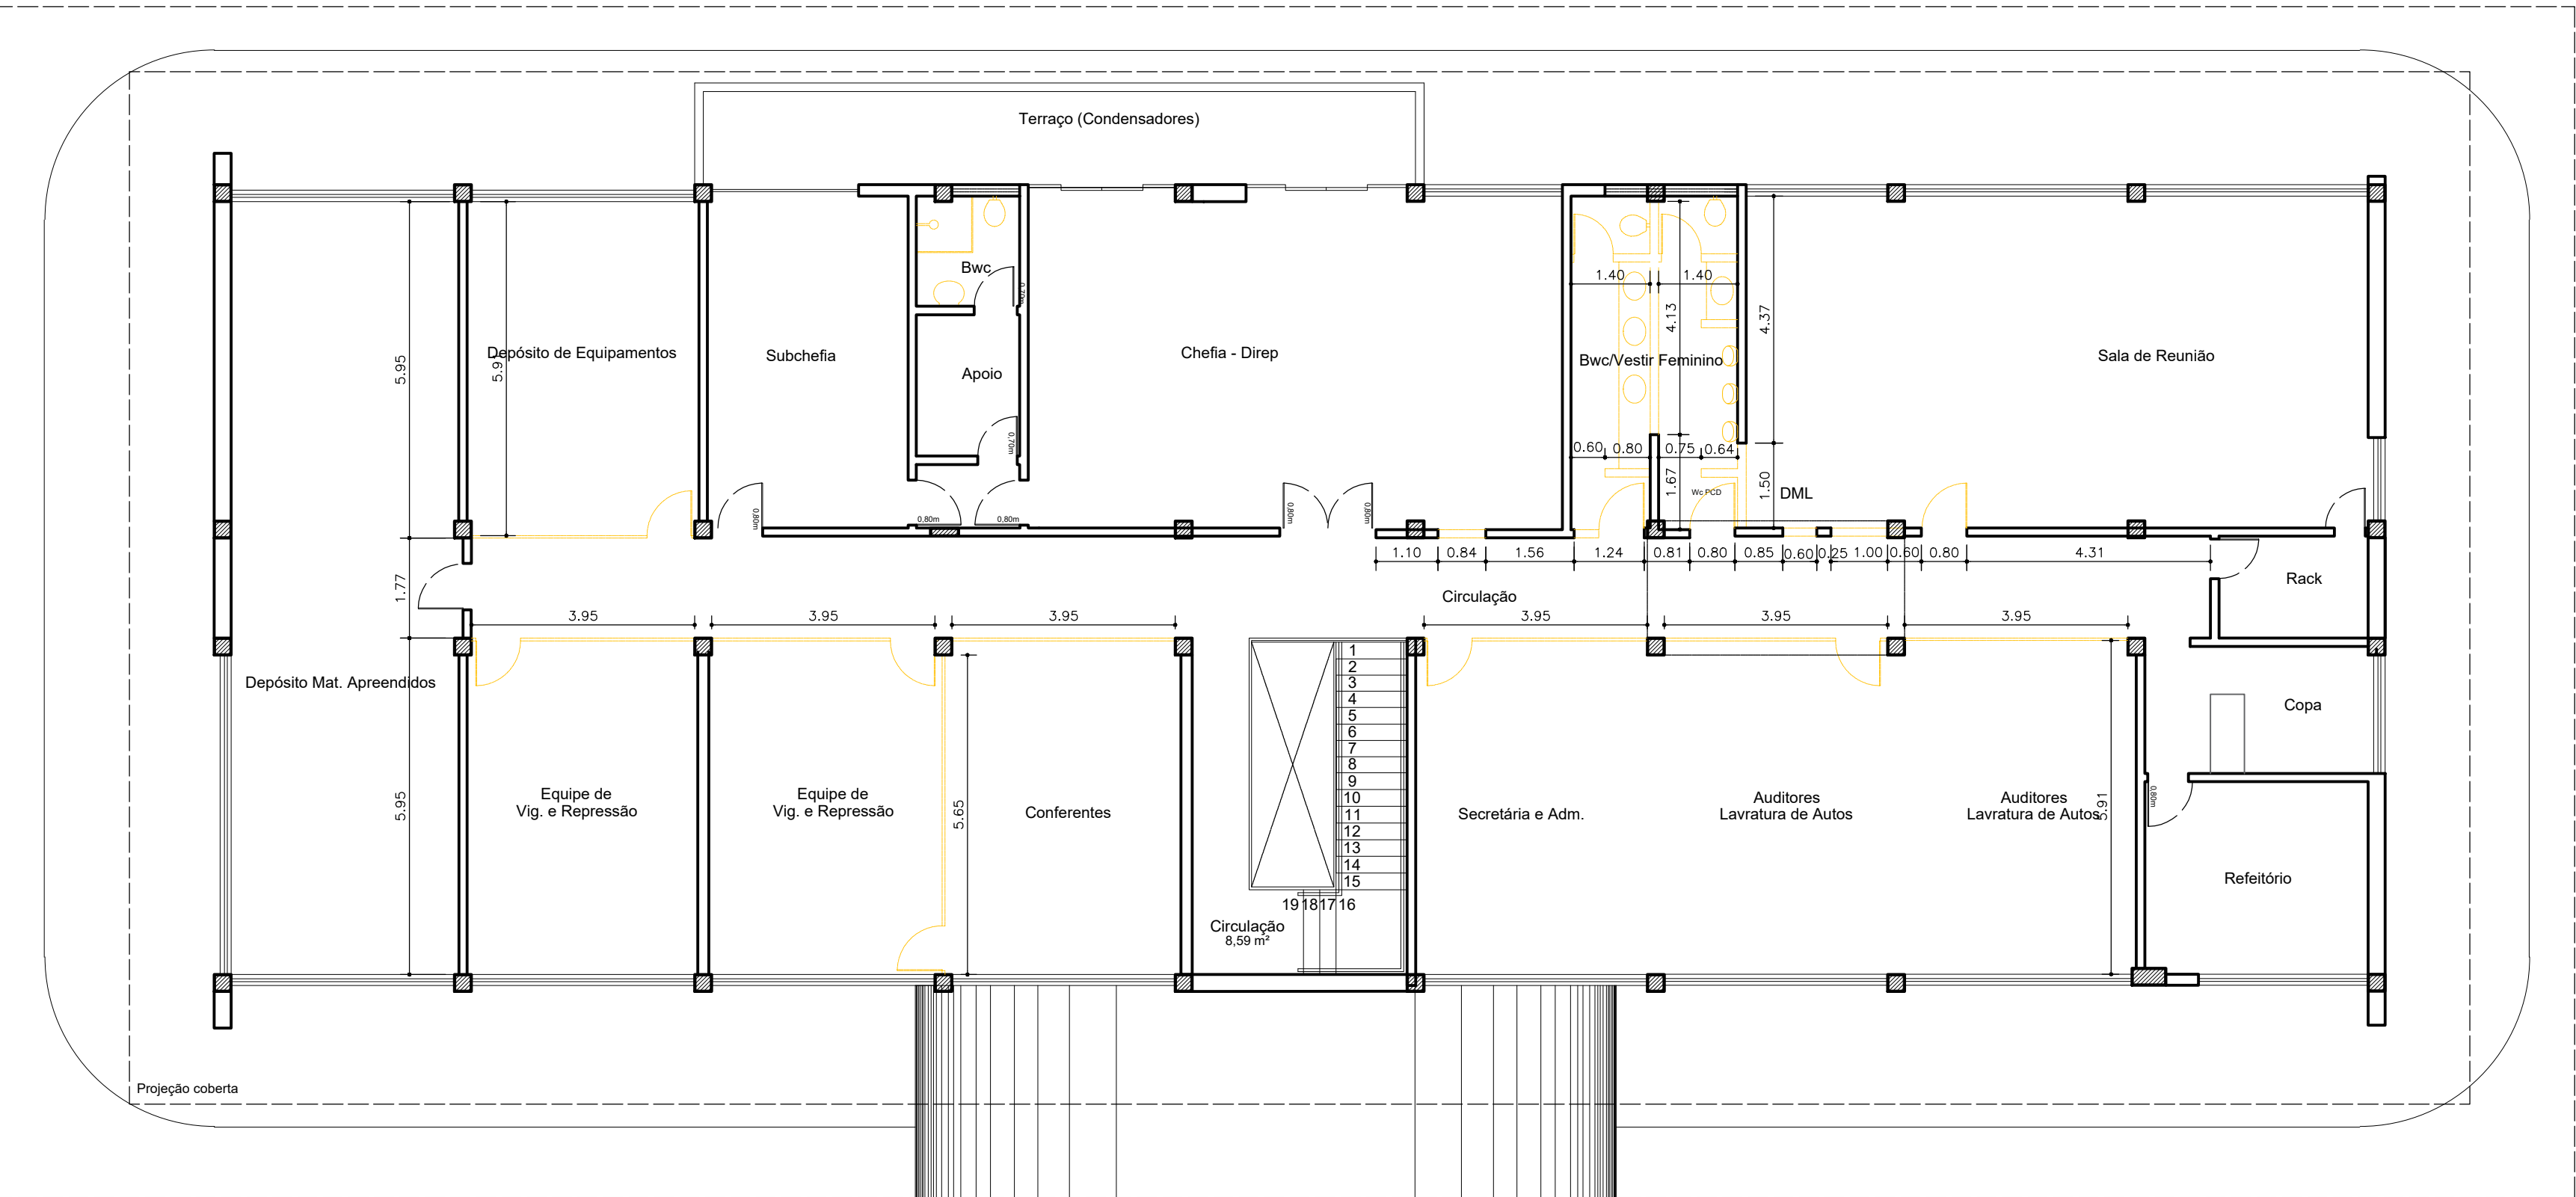 Terraço (Condensadores)
Bwc
0,70m
1.40
1.40
4.13
4.37
5.95
Depósito de Equipamentos
Subchefia
Apoio
Chefia - Direp
Bwc/Vestir Feminino
Sala de Reunião
0,70m
0.60
0.80
0.75
0.64
1.67
Wc PCD
1.50
DML
0,80m
0,80m
0,80m
0,80m
0,80m
1.10
0.84
1.56
1.24
0.81
0.80
0.85
0.60
0.25
1.00
0.60
0.80
4.31
1.77
Rack
Circulação
3.95
3.95
3.95
3.95
3.95
3.95
1
2
3
4
5
6
7
8
9
10
11
12
13
14
15
19 18 17 16
Depósito Mat. Apreendidos
Copa
5.95
Equipe de
Vig. e Repressão
Equipe de
Vig. e Repressão
5.65
Conferentes
Secretária e Adm.
Auditores
Lavratura de Autos
Auditores
Lavratura de Autos
5.91
0,80m
Refeitório
Circulação
8,59 m²
Projeção coberta